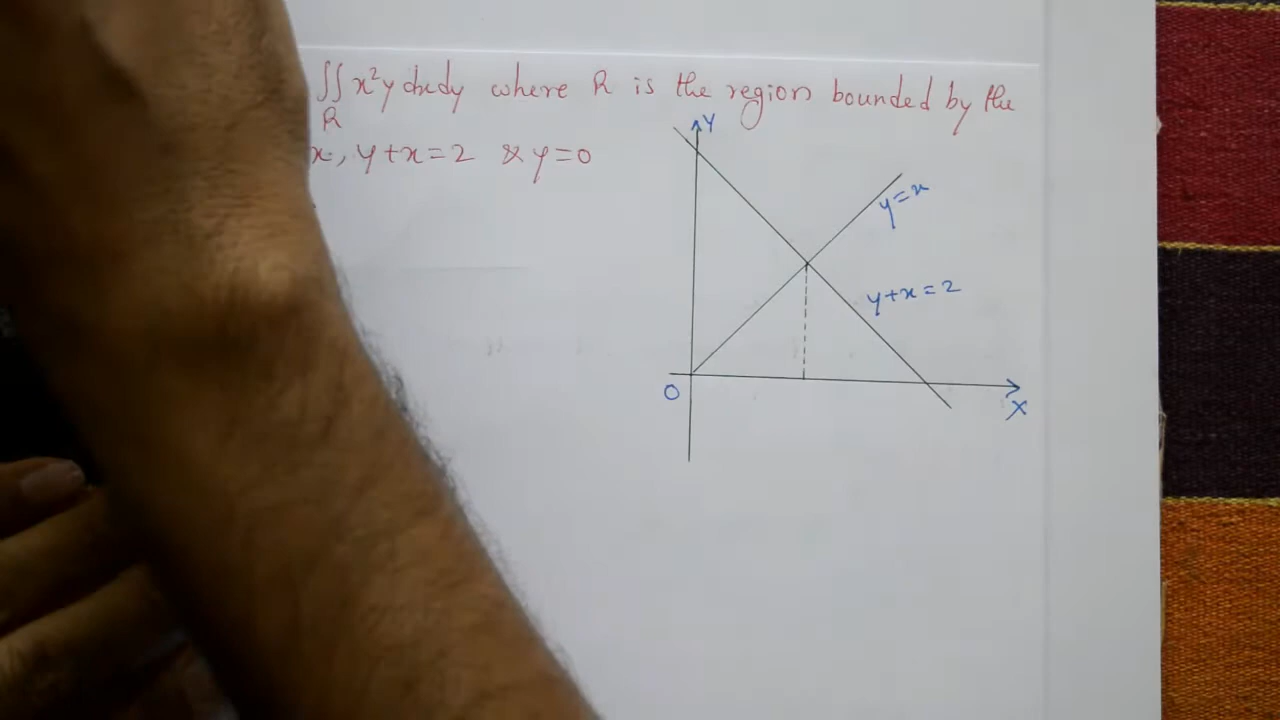 ∬ x²y dxdy where R is the region bounded by the
R
x, y+x=2 & y=0
Y
y=x
y+x=2
O
X